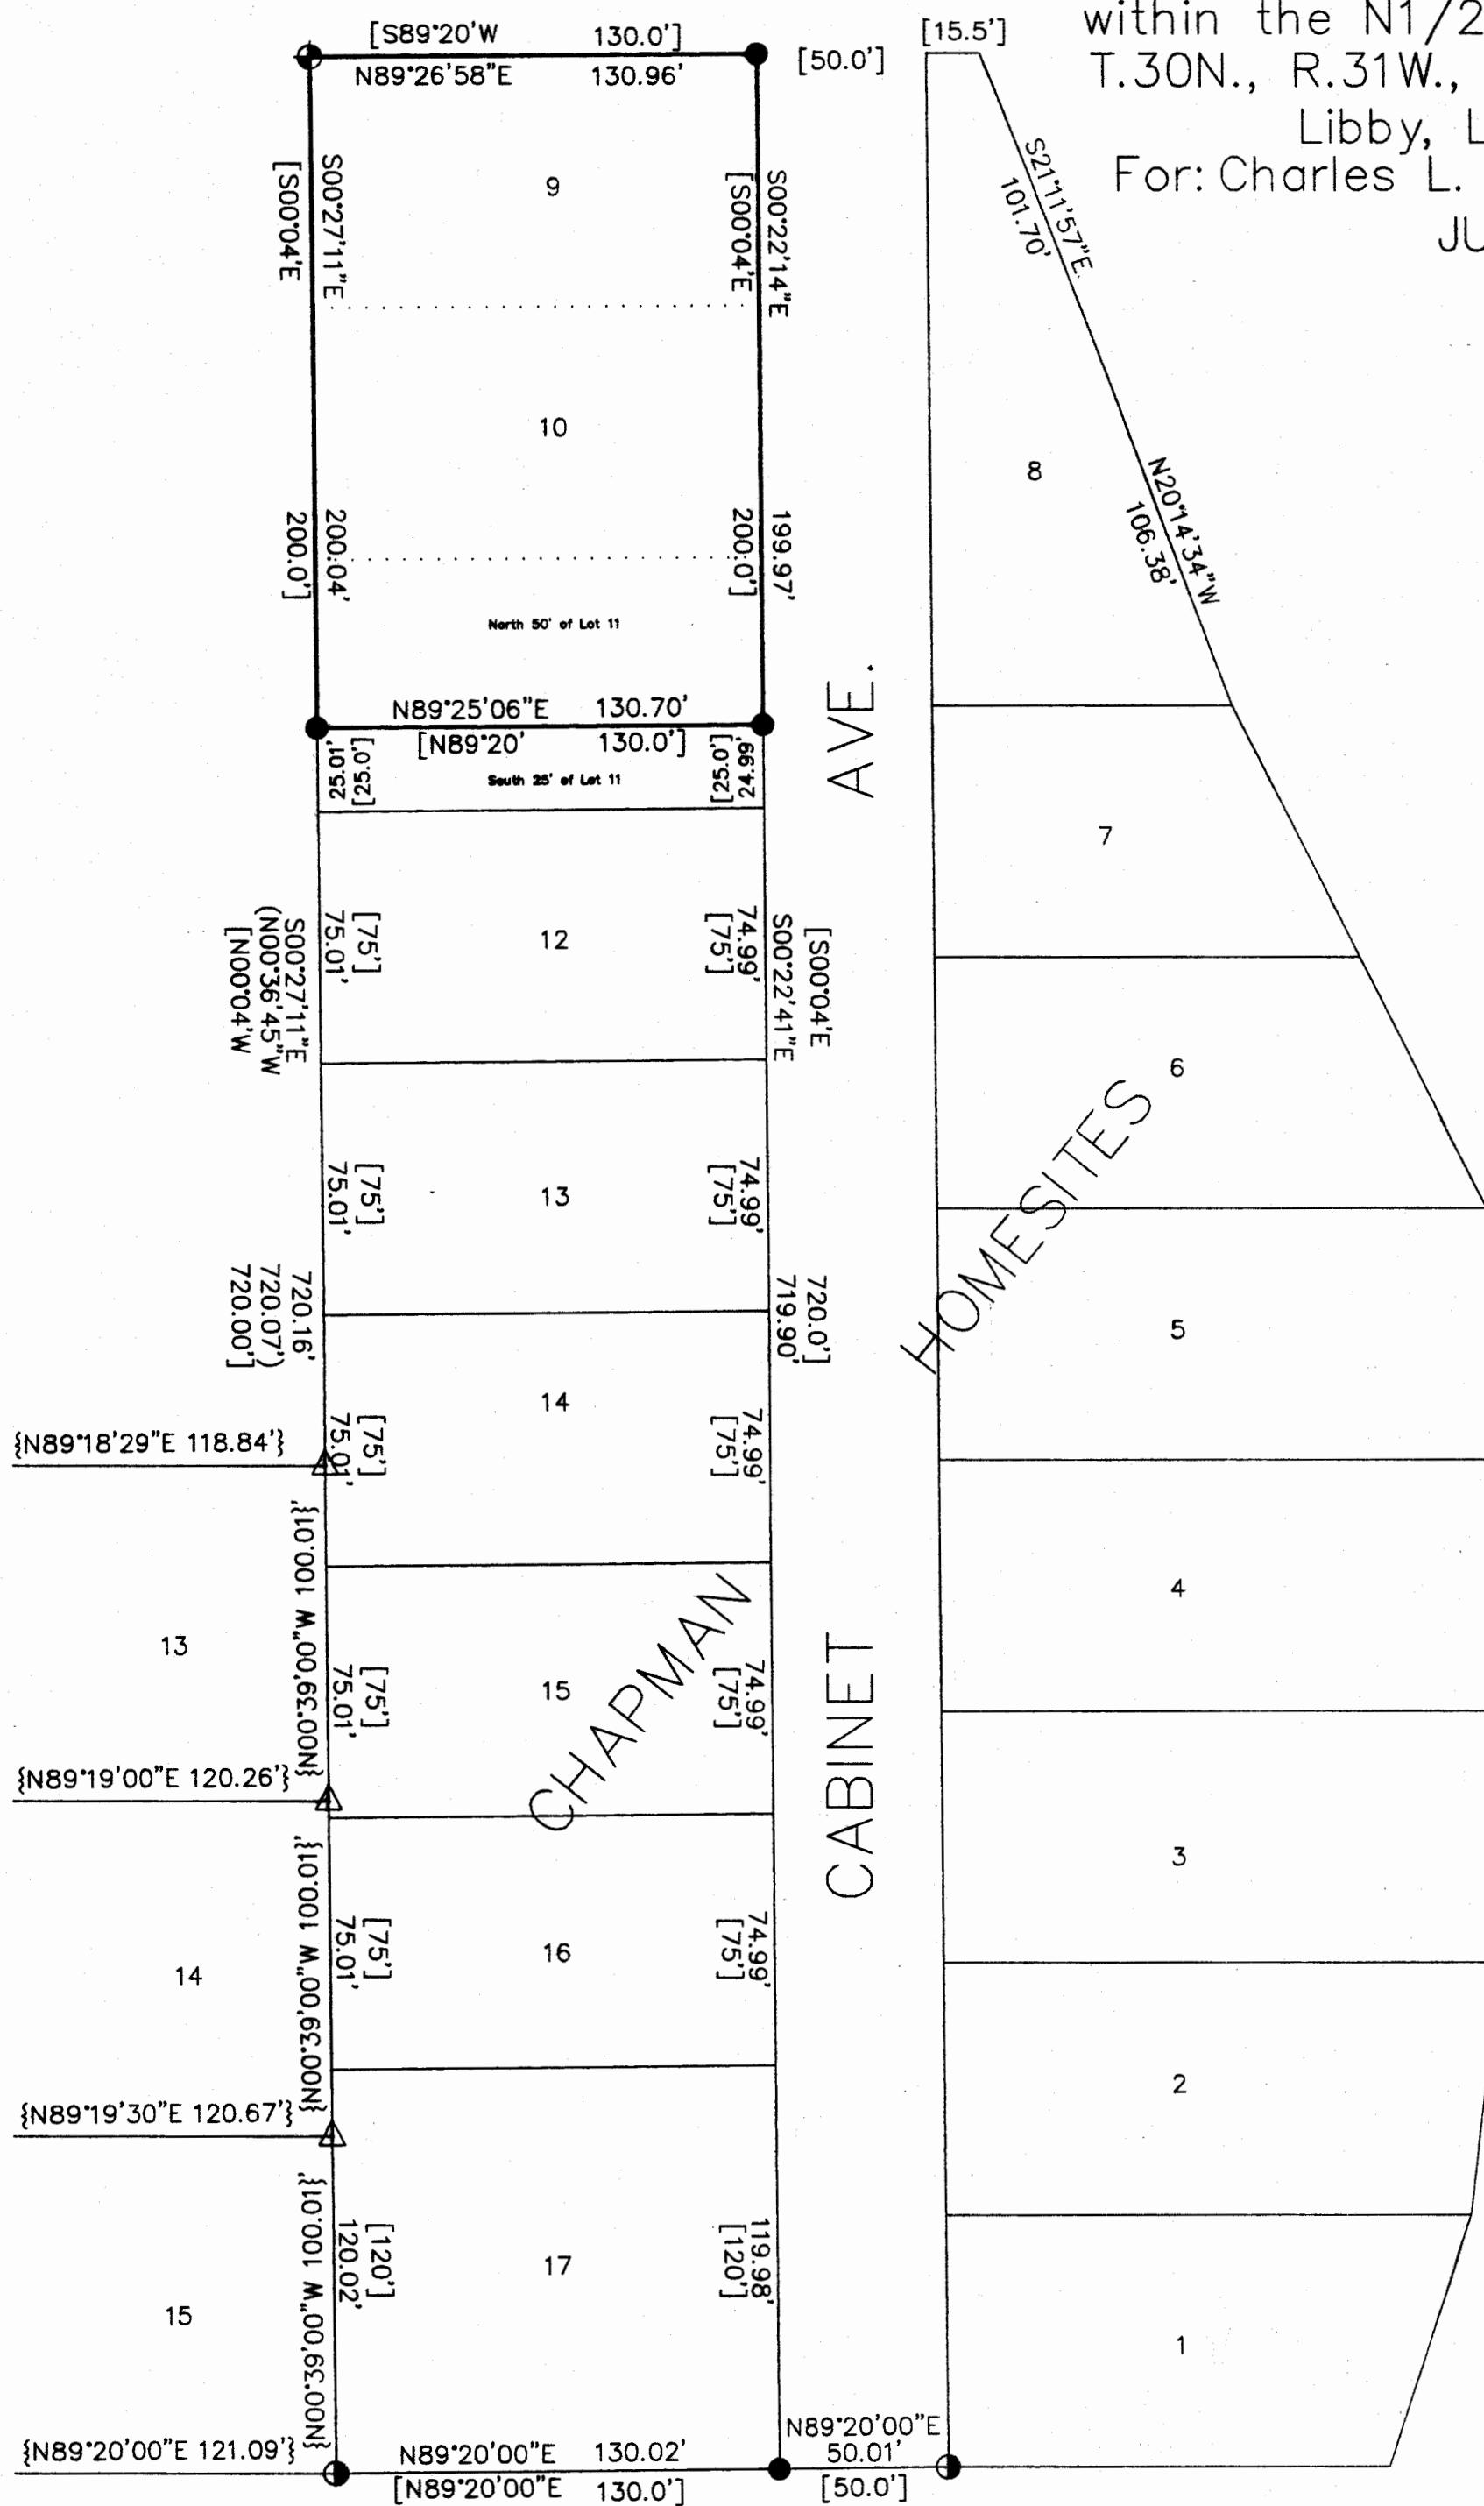 within the N1/2
T.30N., R.31W.,
Libby, L
For: Charles L.
JU
[S89°20'W 130.0']
N89°26'58"E 130.96'
[50.0']
[15.5']
S21°11'57"E
101.70'
N20°14'34"W
106.38'
S00°27'11"E
[S00°04'E
200.04'
200.0']
S00°22'14"E
[S00°04'E
199.97'
200.0']
9
10
North 50' of Lot 11
N89°25'06"E 130.70'
[N89°20' 130.0']
[25.0']
25.01'
South 25' of Lot 11
24.99'
[25.0']
AVE.
8
7
6
5
4
3
2
1
S00°27'11"E
(N00°36'45"W
[N00°04'W
720.16'
720.07')
720.00']
[75']
75.01'
12
74.99'
[75']
[S00°04'E
S00°22'41"E
720.0']
719.90'
[75']
75.01'
13
74.99'
[75']
HOMESITES
[75']
75.01'
14
74.99'
[75']
{N89°18'29"E 118.84'}
{N00°39'00"W 100.01'}
13
[75']
75.01'
15
74.99'
[75']
CHAPMAN
CABINET
{N89°19'00"E 120.26'}
{N00°39'00"W 100.01'}
14
[75']
75.01'
16
74.99'
[75']
{N89°19'30"E 120.67'}
{N00°39'00"W 100.01'}
15
[120']
120.02'
17
119.98'
[120']
{N89°20'00"E 121.09'}
N89°20'00"E 130.02'
[N89°20'00"E 130.0']
N89°20'00"E
50.01'
[50.0']